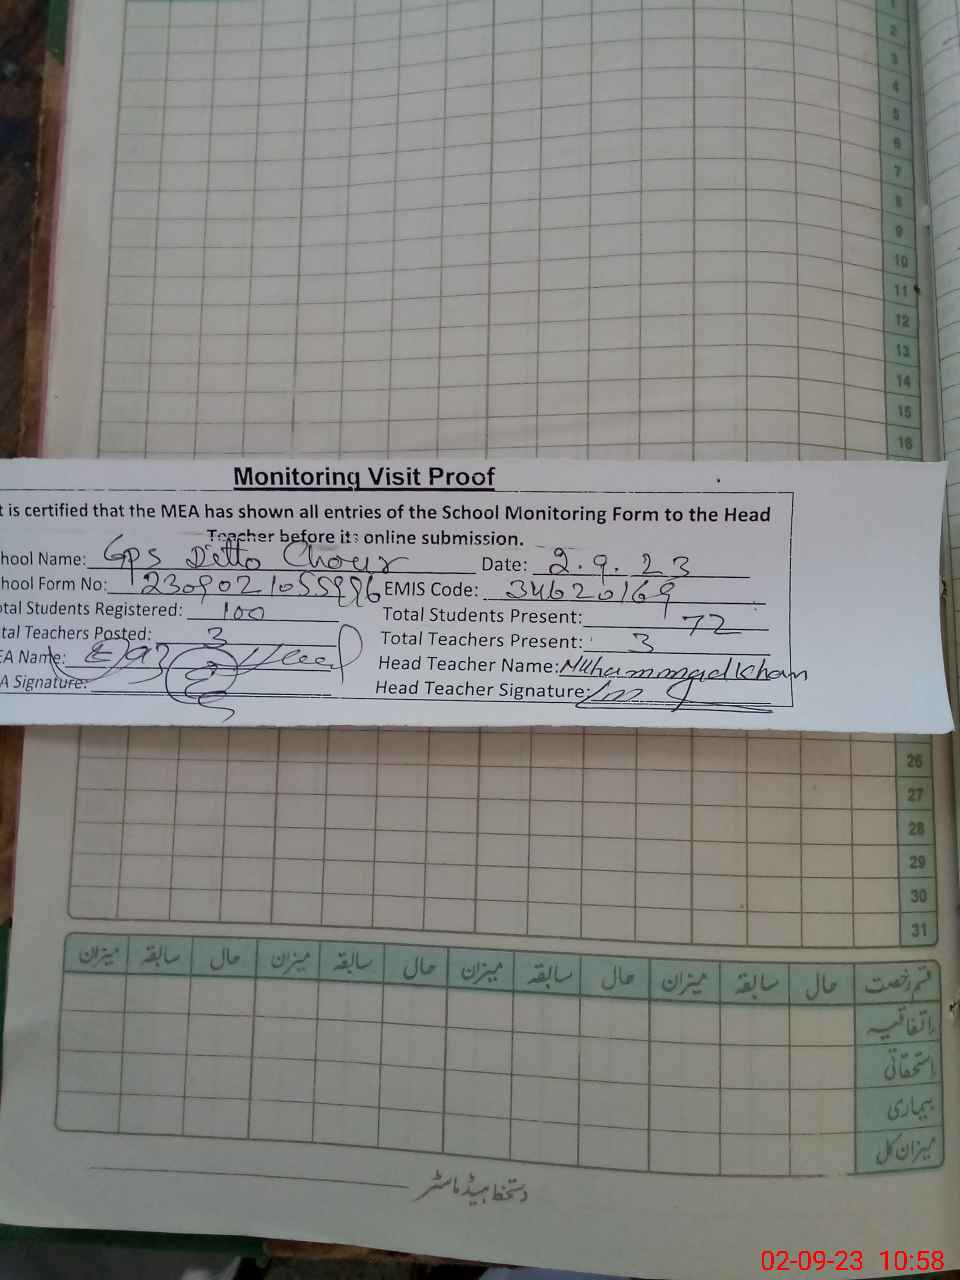 1
2
3
4
5
6
7
8
9
10
11
12
13
14
15
16
Monitoring Visit Proof
t is certified that the MEA has shown all entries of the School Monitoring Form to the Head
Teacher before its online submission.
hool Name: GPS Ditto Chour Date: 2.9.23
hool Form No: EMIS Code: 34620169
otal Students Registered: 100 Total Students Present: 72
tal Teachers Posted: 3 Total Teachers Present: 3
EA Name: Head Teacher Name: Muhammad Khan
A Signature: Head Teacher Signature:
26
27
28
29
30
31
قسم رخصت حال سابقہ میزان حال سابقہ میزان حال سابقہ میزان حال سابقہ میزان
اتفاقیہ
استحقاقی
بیماری
میزان کل
دستخط ہیڈ ماسٹر
02-09-23 10:58